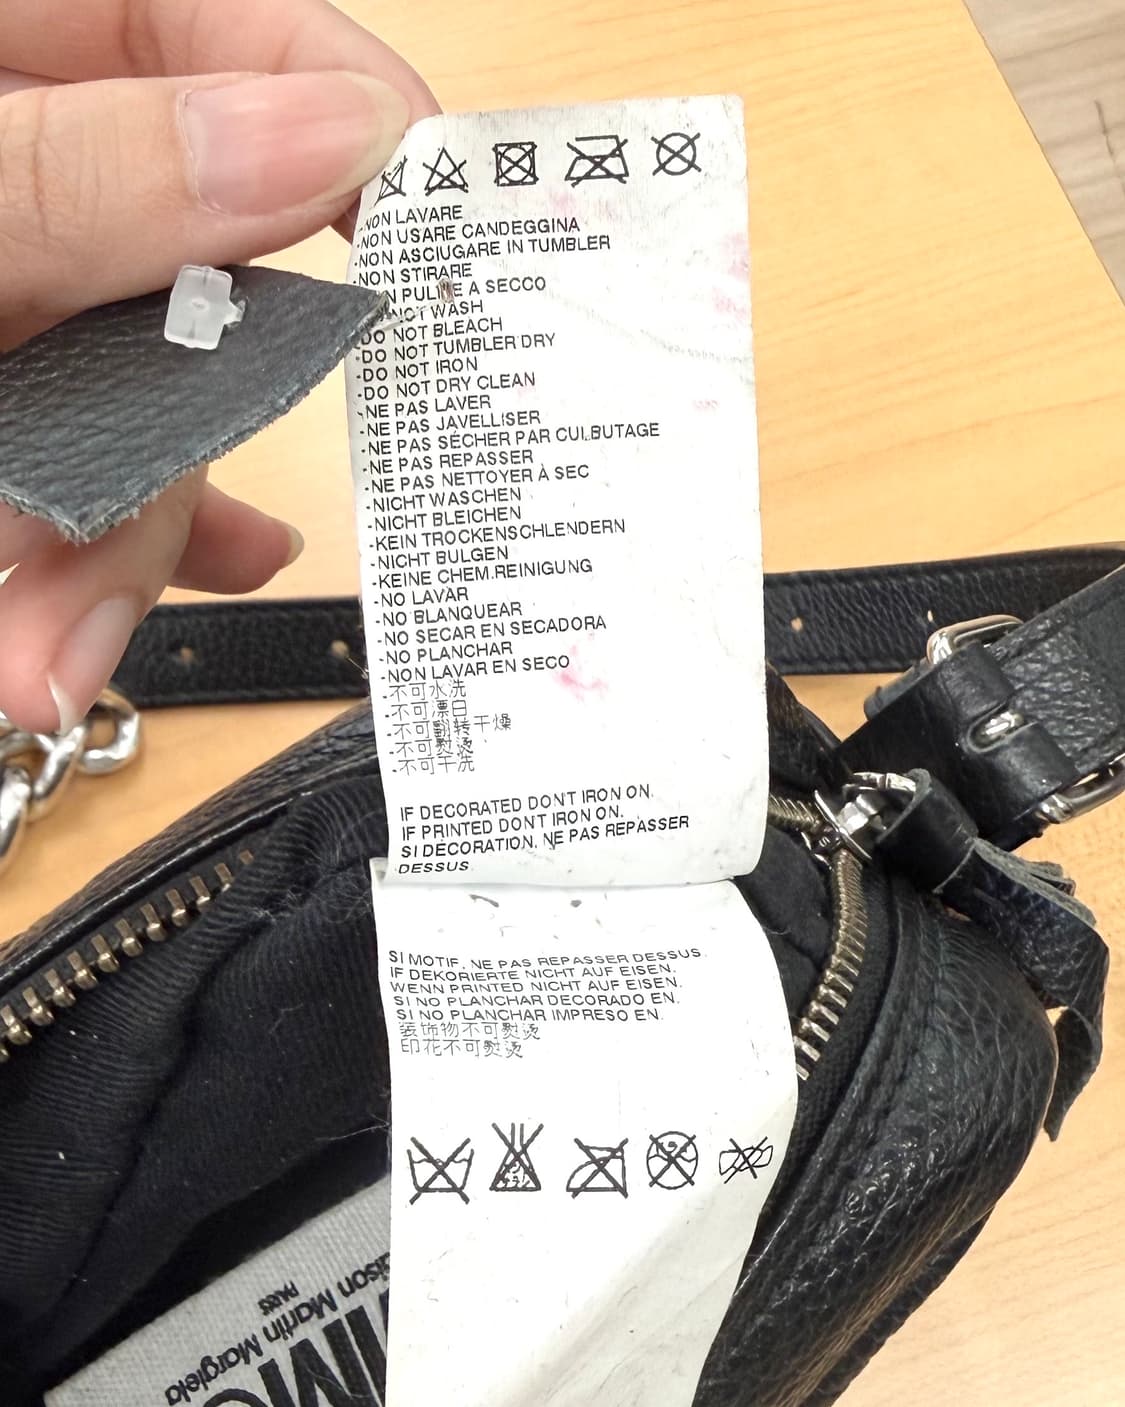 -NON LAVARE
-NON USARE CANDEGGINA
-NON ASCIUGARE IN TUMBLER
-NON STIRARE
A SECCO
NOT WASH
DO NOT BLEACH
-DO NOT TUMBLER DRY
-DO NOT IRON
-DO NOT DRY CLEAN
-NE PAS LAVER
-NE PAS JAVELLISER
-NE PAS SÉCHER PAR CULBUTAGE
-NE PAS REPASSER
-NE PAS NETTOYER À SEC
-NICHT WASCHEN
-NICHT BLEICHEN
-KEIN TROCKENSCHLENDERN
-NICHT BULGEN
-KEINE CHEM.REINIGUNG
-NO LAVAR
-NO BLANQUEAR
-NO SECAR EN SECADORA
-NO PLANCHAR
-NON LAVAR EN SECO
-不可水洗
-不可漂白
-不可翻转干燥
-不可熨烫
-不可干洗
IF DECORATED DON'T IRON ON.
IF PRINTED DON'T IRON ON.
SI DÉCORATION, NE PAS REPASSER
DESSUS
SI MOTIF, NE PAS REPASSER DESSUS.
IF DEKORIERTE NICHT AUF EISEN.
WENN PRINTED NICHT AUF EISEN.
SI NO PLANCHAR DECORADO EN.
SI NO PLANCHAR IMPRESO EN.
装饰物不可熨烫
印花不可熨烫
Martin Margiela
PARIS